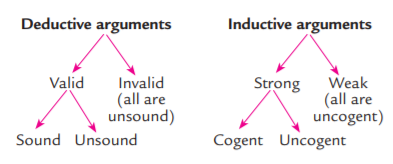 Deductive arguments
Inductive arguments
Valid
Invalid
(all are
unsound)
Strong
Weak
(all are
uncogent)
Sound
Unsound
Cogent
Uncogent